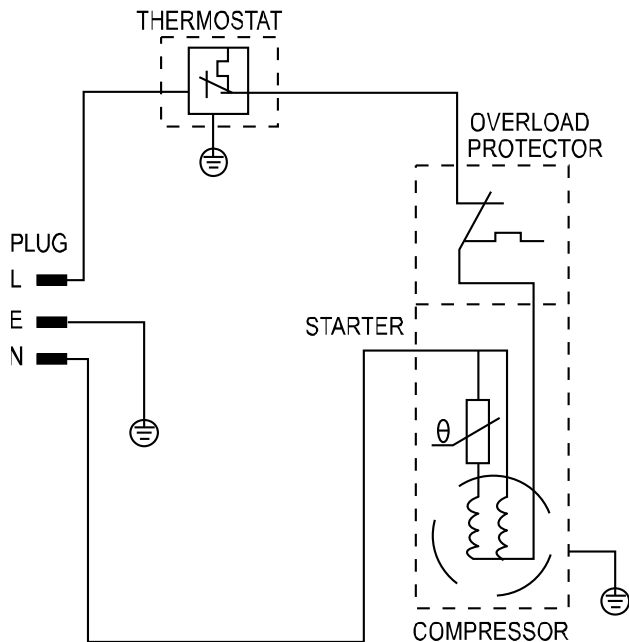 THERMOSTAT
OVERLOAD
PROTECTOR
PLUG
L
E
N
STARTER
θ
COMPRESSOR